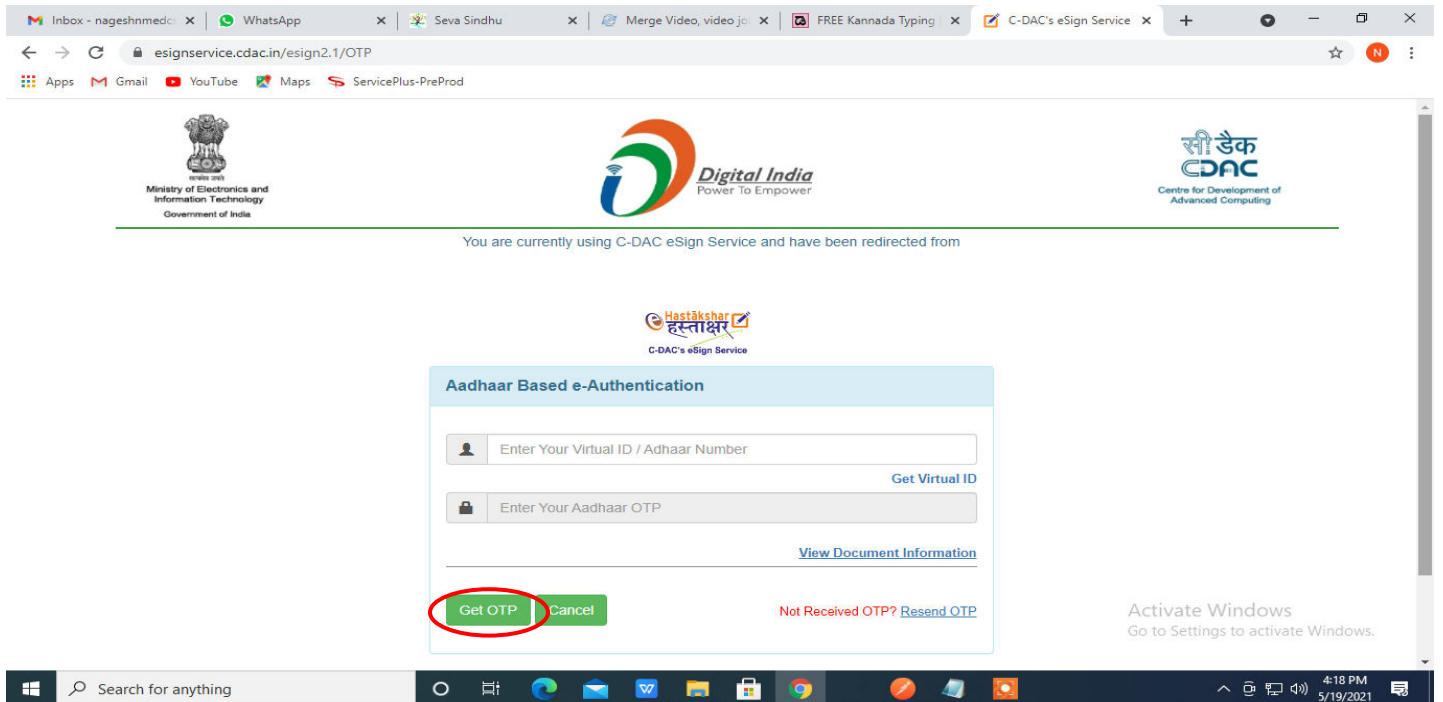 Inbox - nageshnmedc
WhatsApp
Seva Sindhu
Merge Video, video jo
FREE Kannada Typing |
C-DAC's eSign Service
esignservice.cdac.in/esign2.1/OTP
N
Apps
Gmail
YouTube
Maps
ServicePlus-PreProd
सत्यमेव जयते
Ministry of Electronics and
Information Technology
Government of India
Digital India
Power To Empower
सी डैक
CDAC
Centre for Development of
Advanced Computing
You are currently using C-DAC eSign Service and have been redirected from
e Hastākshar
हस्ताक्षर
C-DAC's eSign Service
Aadhaar Based e-Authentication
Enter Your Virtual ID / Adhaar Number
Get Virtual ID
Enter Your Aadhaar OTP
View Document Information
Get OTP
Cancel
Not Received OTP? Resend OTP
Activate Windows
Go to Settings to activate Windows.
Search for anything
W
4:18 PM
5/19/2021